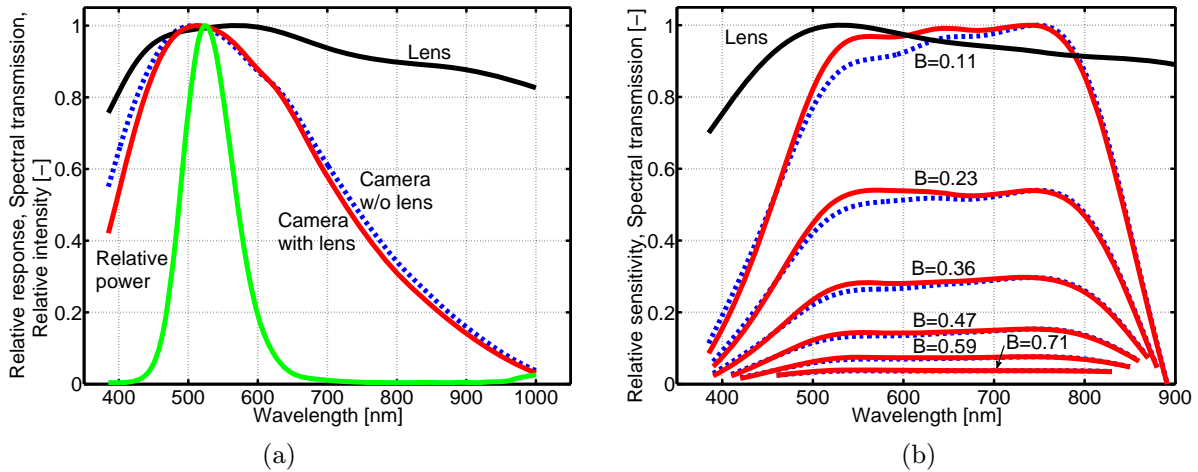 Relative response, Spectral transmission,
Relative intensity [–]
1
0.8
0.6
0.4
0.2
0
400 500 600 700 800 900 1000
Wavelength [nm]
Lens
Camera
w/o lens
Camera
with lens
Relative
power
(a)
Relative sensitivity, Spectral transmission [–]
1
0.8
0.6
0.4
0.2
0
400 500 600 700 800 900
Wavelength [nm]
Lens
B=0.11
B=0.23
B=0.36
B=0.47
B=0.59
B=0.71
(b)